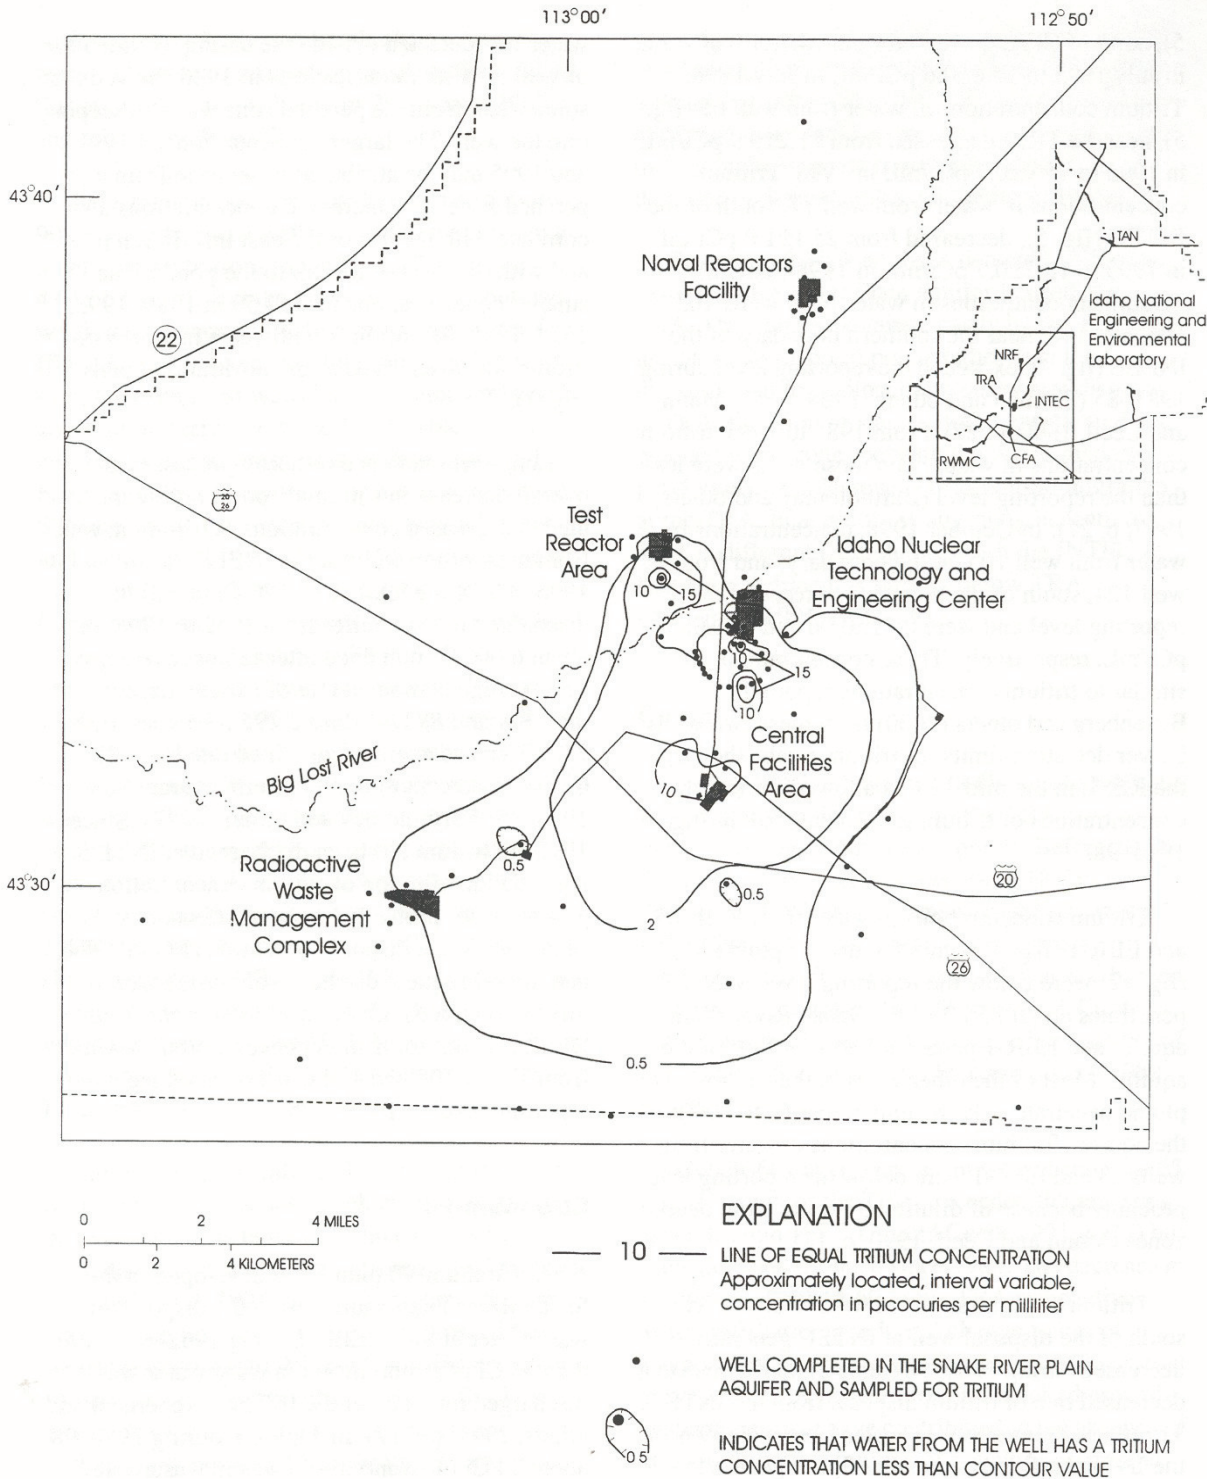 113°00′
112°50′
43°40′
TAN
Naval Reactors
Facility
Idaho National
Engineering and
Environmental
Laboratory
22
NRF
TRA
INTEC
RWMC
CFA
20
26
Test
Reactor
Area
Idaho Nuclear
Technology and
Engineering Center
10
15
10
15
10
Central
Facilities
Area
Big Lost River
10
0.5
Radioactive
Waste
Management
Complex
43°30′
20
0.5
2
26
0.5
0 2 4 MILES
0 2 4 KILOMETERS
EXPLANATION
10
LINE OF EQUAL TRITIUM CONCENTRATION
Approximately located, interval variable,
concentration in picocuries per milliliter
WELL COMPLETED IN THE SNAKE RIVER PLAIN
AQUIFER AND SAMPLED FOR TRITIUM
0 5
INDICATES THAT WATER FROM THE WELL HAS A TRITIUM
CONCENTRATION LESS THAN CONTOUR VALUE